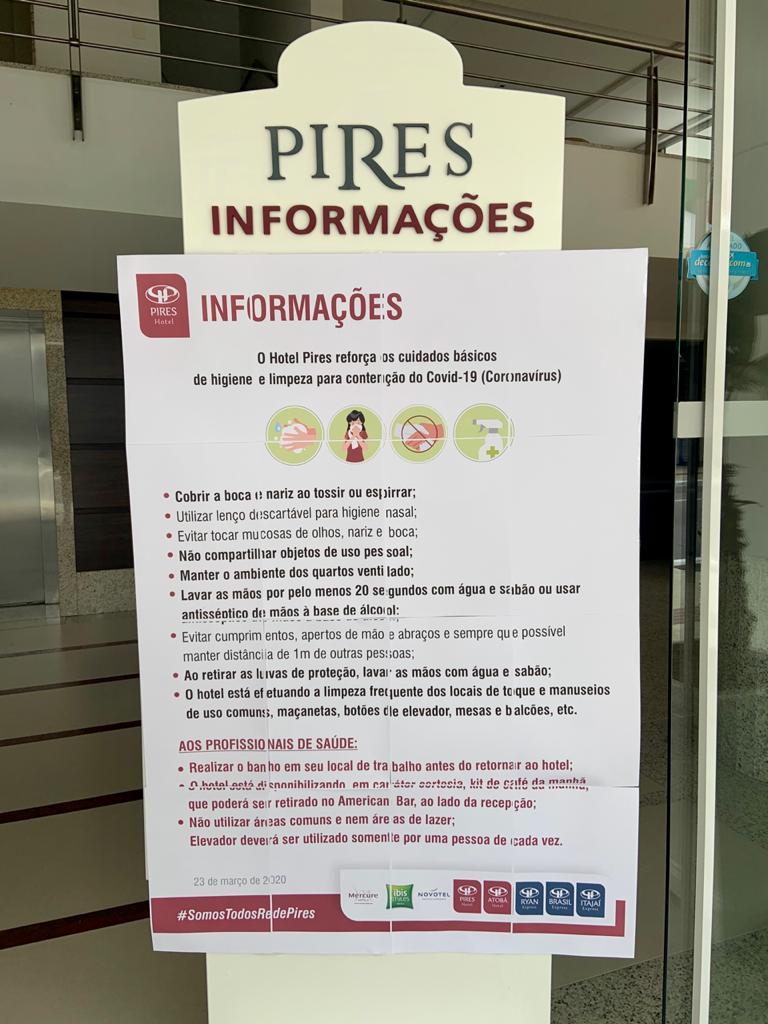 PIRES
INFORMAÇÕES
PIRES
Hotel
INFORMAÇÕES
O Hotel Pires reforça os cuidados básicos
de higiene e limpeza para contenção do Covid-19 (Coronavírus)
• Cobrir a boca e nariz ao tossir ou espirrar;
• Utilizar lenço descartável para higiene nasal;
• Evitar tocar mucosas de olhos, nariz e boca;
• Não compartilhar objetos de uso pessoal;
• Manter o ambiente dos quartos ventilado;
• Lavar as mãos por pelo menos 20 segundos com água e sabão ou usar
antisséptico de mãos à base de álcool;
• Evitar cumprimentos, apertos de mão e abraços e sempre que possível
manter distância de 1m de outras pessoas;
• Ao retirar as luvas de proteção, lavar as mãos com água e sabão;
• O hotel está efetuando a limpeza frequente dos locais de toque e manuseios
de uso comuns, maçanetas, botões de elevador, mesas e balcões, etc.
AOS PROFISSIONAIS DE SAÚDE:
• Realizar o banho em seu local de trabalho antes do retornar ao hotel;
• O hotel está disponibilizando, em caráter cortesia, kit de café da manhã,
que poderá ser retirado no American Bar, ao lado da recepção;
• Não utilizar áreas comuns e nem áreas de lazer;
Elevador deverá ser utilizado somente por uma pessoa de cada vez.
23 de março de 2020
#SomosTodosRedePires
Mercure
ibis
styles
NOVOTEL
PIRES
Hotel
ATOBÁ
Hotel
RYAN
Express
BRASIL
Express
ITAJAÍ
Express